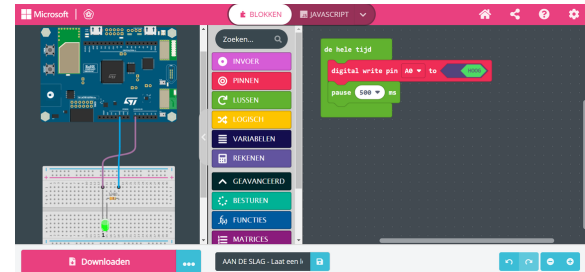 Microsoft
BLOKKEN
JAVASCRIPT
Zoeken...
INVOER
PINNEN
LUSSEN
LOGISCH
VARIABELEN
REKENEN
GEAVANCEERD
BESTUREN
FUNCTIES
MATRICES
de hele tijd
digital write pin A0 to HOOG
pause 500 ms
1
Downloaden
AAN DE SLAG - Laat een l